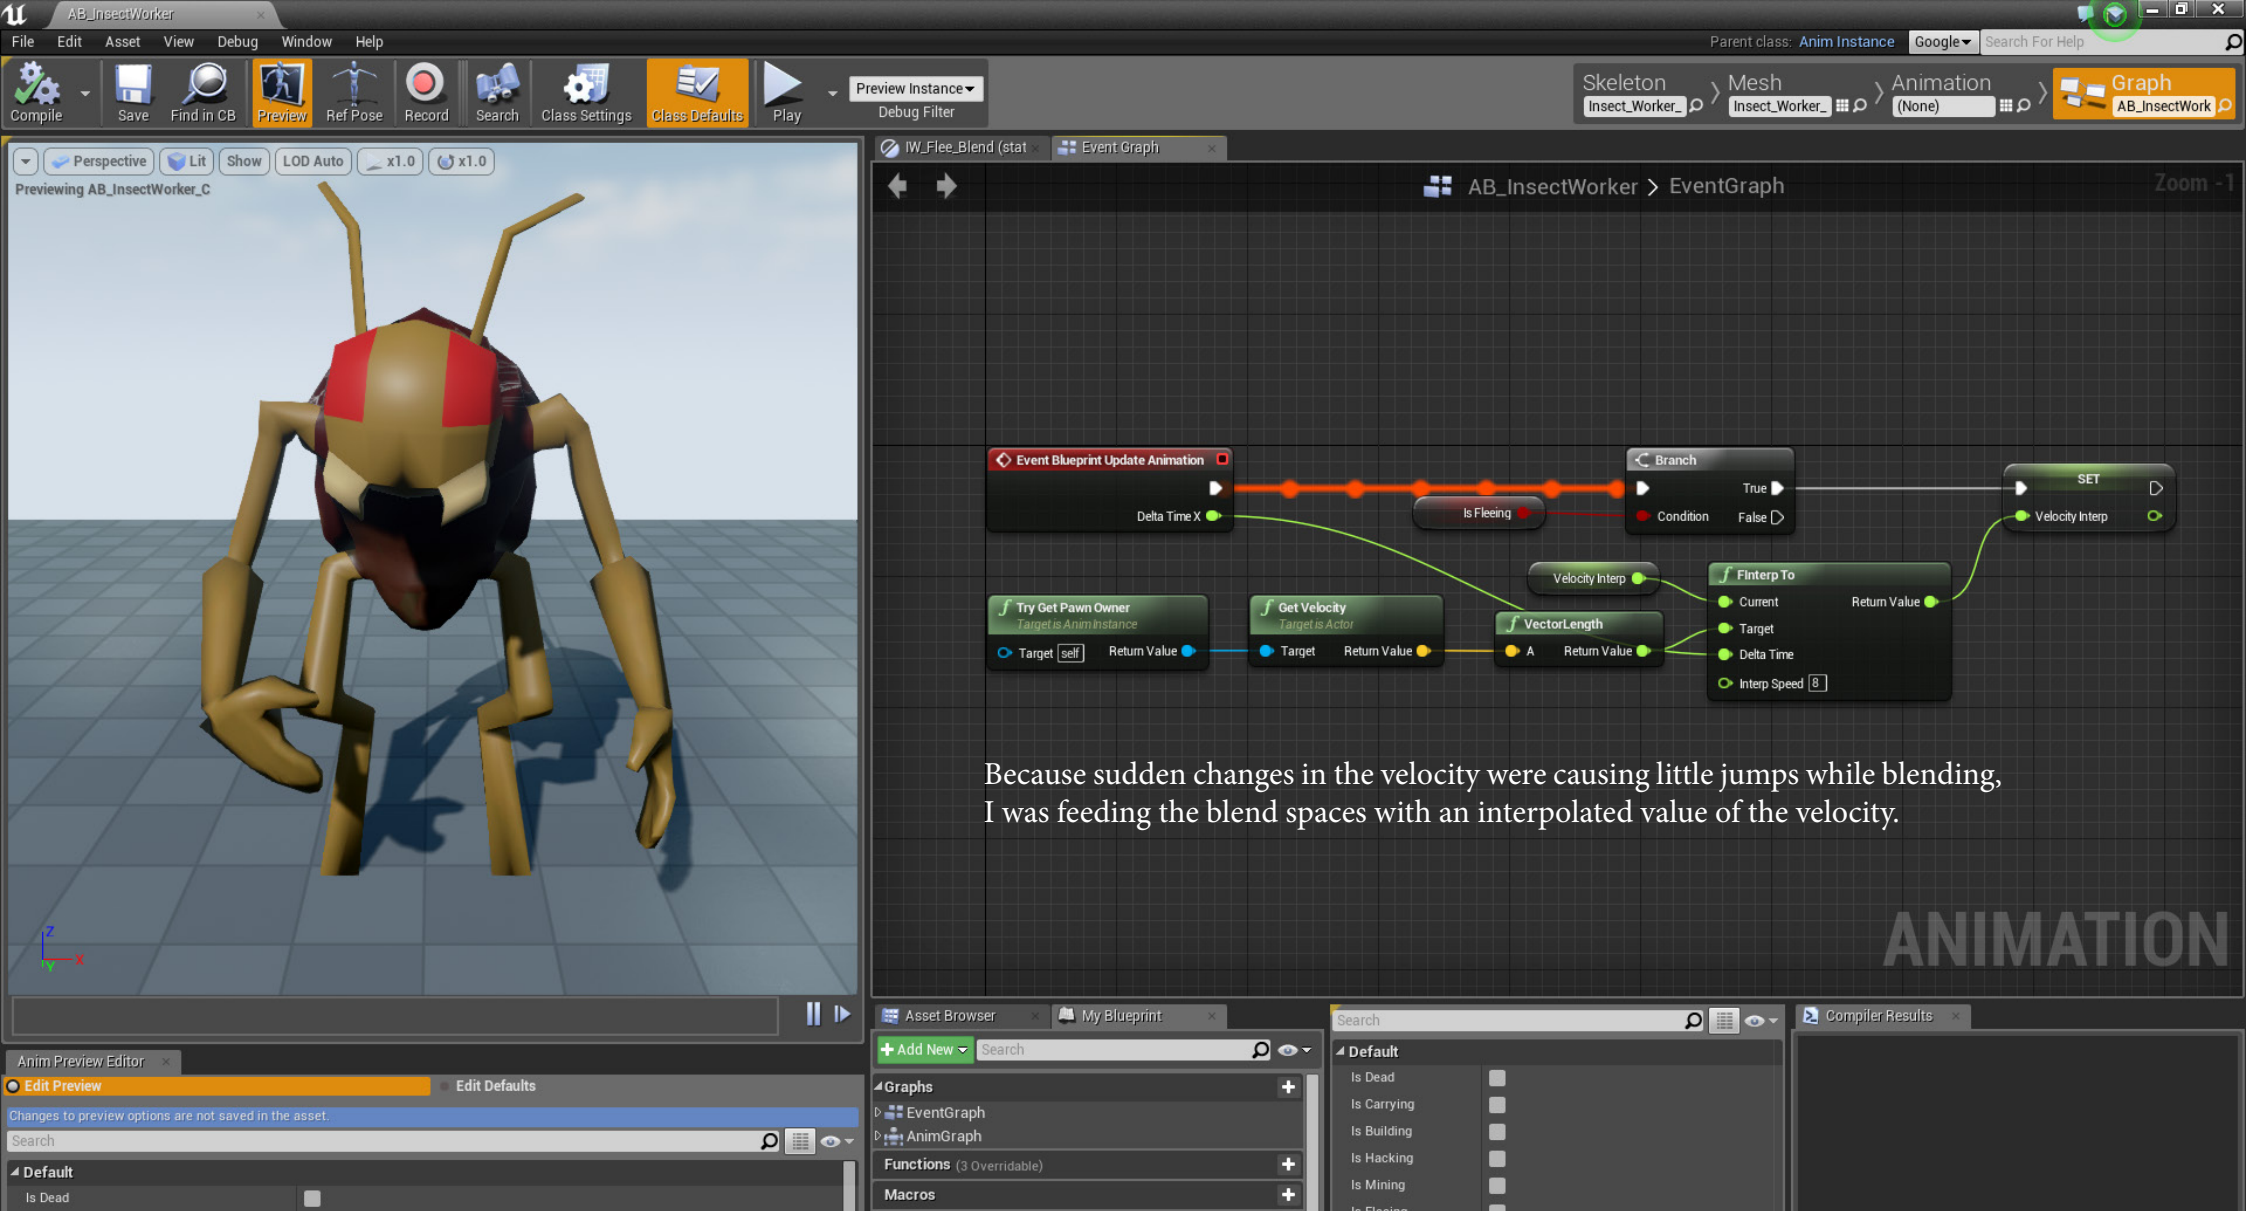 AB_InsectWorker
File Edit Asset View Debug Window Help
Parent class: Anim Instance Google Search For Help
Compile Save Find in CB Preview Ref Pose Record Search Class Settings Class Defaults Play
Preview Instance
Debug Filter
Skeleton Mesh Animation Graph
Insect_Worker_ Insect_Worker_ (None) AB_InsectWork
Perspective Lit Show LOD Auto x1.0 x1.0
Previewing AB_InsectWorker_C
Z
X
Y
IW_Flee_Blend (stat Event Graph
AB_InsectWorker > EventGraph
Zoom -1
Event Blueprint Update Animation
Delta Time X
Is Fleeing
Branch
True
Condition False
SET
Velocity Interp
Velocity Interp
Try Get Pawn Owner
Target is Anim Instance
Target self Return Value
Get Velocity
Target is Actor
Target Return Value
VectorLength
A Return Value
FInterp To
Current Return Value
Target
Delta Time
Interp Speed 8
Because sudden changes in the velocity were causing little jumps while blending,
I was feeding the blend spaces with an interpolated value of the velocity.
ANIMATION
Anim Preview Editor
Edit Preview Edit Defaults
Changes to preview options are not saved in the asset.
Search
Default
Is Dead
Asset Browser My Blueprint
+ Add New Search
Graphs
EventGraph
AnimGraph
Functions (3 Overridable)
Macros
Search
Default
Is Dead
Is Carrying
Is Building
Is Hacking
Is Mining
Is Fleeing
Compiler Results